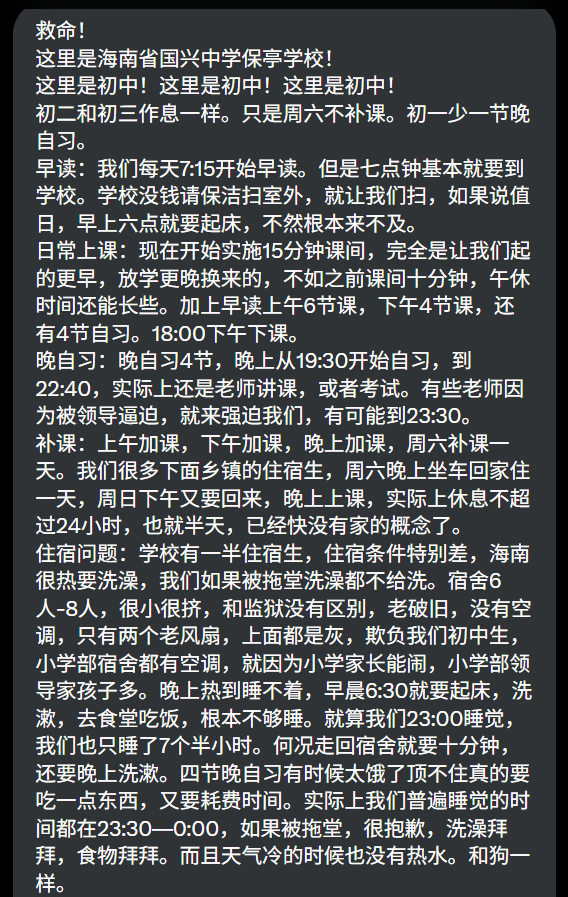 救命！
这里是海南省国兴中学保亭学校！
这里是初中！这里是初中！这里是初中！
初二和初三作息一样。只是周六不补课。初一少一节晚
自习。
早读：我们每天7:15开始早读。但是七点钟基本就要到
学校。学校没钱请保洁扫室外，就让我们扫，如果说值
日，早上六点就要起床，不然根本来不及。
日常上课：现在开始实施15分钟课间，完全是让我们起
的更早，放学更晚换来的，不如之前课间十分钟，午休
时间还能长些。加上早读上午6节课，下午4节课，还
有4节自习。18:00下午下课。
晚自习：晚自习4节，晚上从19:30开始自习，到
22:40，实际上还是老师讲课，或者考试。有些老师因
为被领导逼迫，就来强迫我们，有可能到23:30。
补课：上午加课，下午加课，晚上加课，周六补课一
天。我们很多下面乡镇的住宿生，周六晚上坐车回家住
一天，周日下午又要回来，晚上上课，实际上休息不超
过24小时，也就半天，已经快没有家的概念了。
住宿问题：学校有一半住宿生，住宿条件特别差，海南
很热要洗澡，我们如果被拖堂洗澡都不给洗。宿舍6
人-8人，很小很挤，和监狱没有区别，老破旧，没有空
调，只有两个老风扇，上面都是灰，欺负我们初中生，
小学部宿舍都有空调，就因为小学家长能闹，小学部领
导家孩子多。晚上热到睡不着，早晨6:30就要起床，洗
漱，去食堂吃饭，根本不够睡。就算我们23:00睡觉，
我们也只睡了7个半小时。何况走回宿舍就要十分钟，
还要晚上洗漱。四节晚自习有时候太饿了顶不住真的要
吃一点东西，又要耗费时间。实际上我们普遍睡觉的时
间都在23:30—0:00，如果被拖堂，很抱歉，洗澡拜
拜，食物拜拜。而且天气冷的时候也没有热水。和狗一
样。